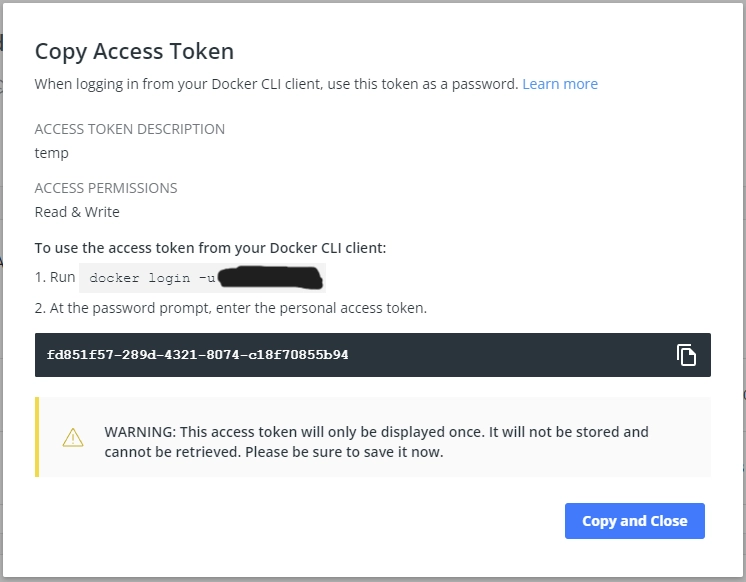 Copy Access Token
When logging in from your Docker CLI client, use this token as a password. Learn more
ACCESS TOKEN DESCRIPTION
temp
ACCESS PERMISSIONS
Read & Write
To use the access token from your Docker CLI client:
1. Run docker login -u
2. At the password prompt, enter the personal access token.
fd851f57-289d-4321-8074-c18f70855b94
WARNING: This access token will only be displayed once. It will not be stored and
cannot be retrieved. Please be sure to save it now.
Copy and Close